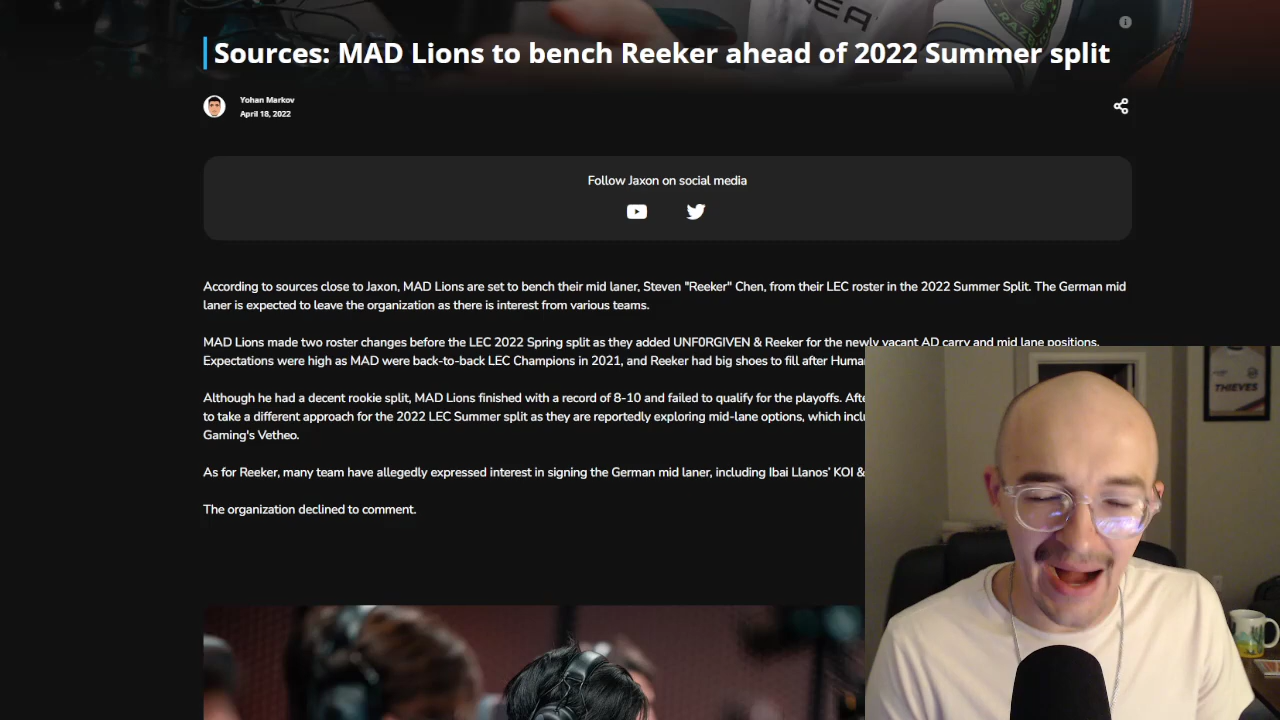 Sources: MAD Lions to bench Reeker ahead of 2022 Summer split
Yohan Markov
April 18, 2022
Follow Jaxon on social media
According to sources close to Jaxon, MAD Lions are set to bench their mid laner, Steven "Reeker" Chen, from their LEC roster in the 2022 Summer Split. The German mid
laner is expected to leave the organization as there is interest from various teams.
MAD Lions made two roster changes before the LEC 2022 Spring split as they added UNF0RGIVEN & Reeker for the newly vacant AD carry and mid lane positions.
Expectations were high as MAD were back-to-back LEC Champions in 2021, and Reeker had big shoes to fill after
Although he had a decent rookie split, MAD Lions finished with a record of 8-10 and failed to qualify for the playoffs.
to take a different approach for the 2022 LEC Summer split as they are reportedly exploring mid-lane options, which
Gaming's Vetheo.
As for Reeker, many team have allegedly expressed interest in signing the German mid laner, including Ibai Llanos' KOI &
The organization declined to comment.
THIEVES